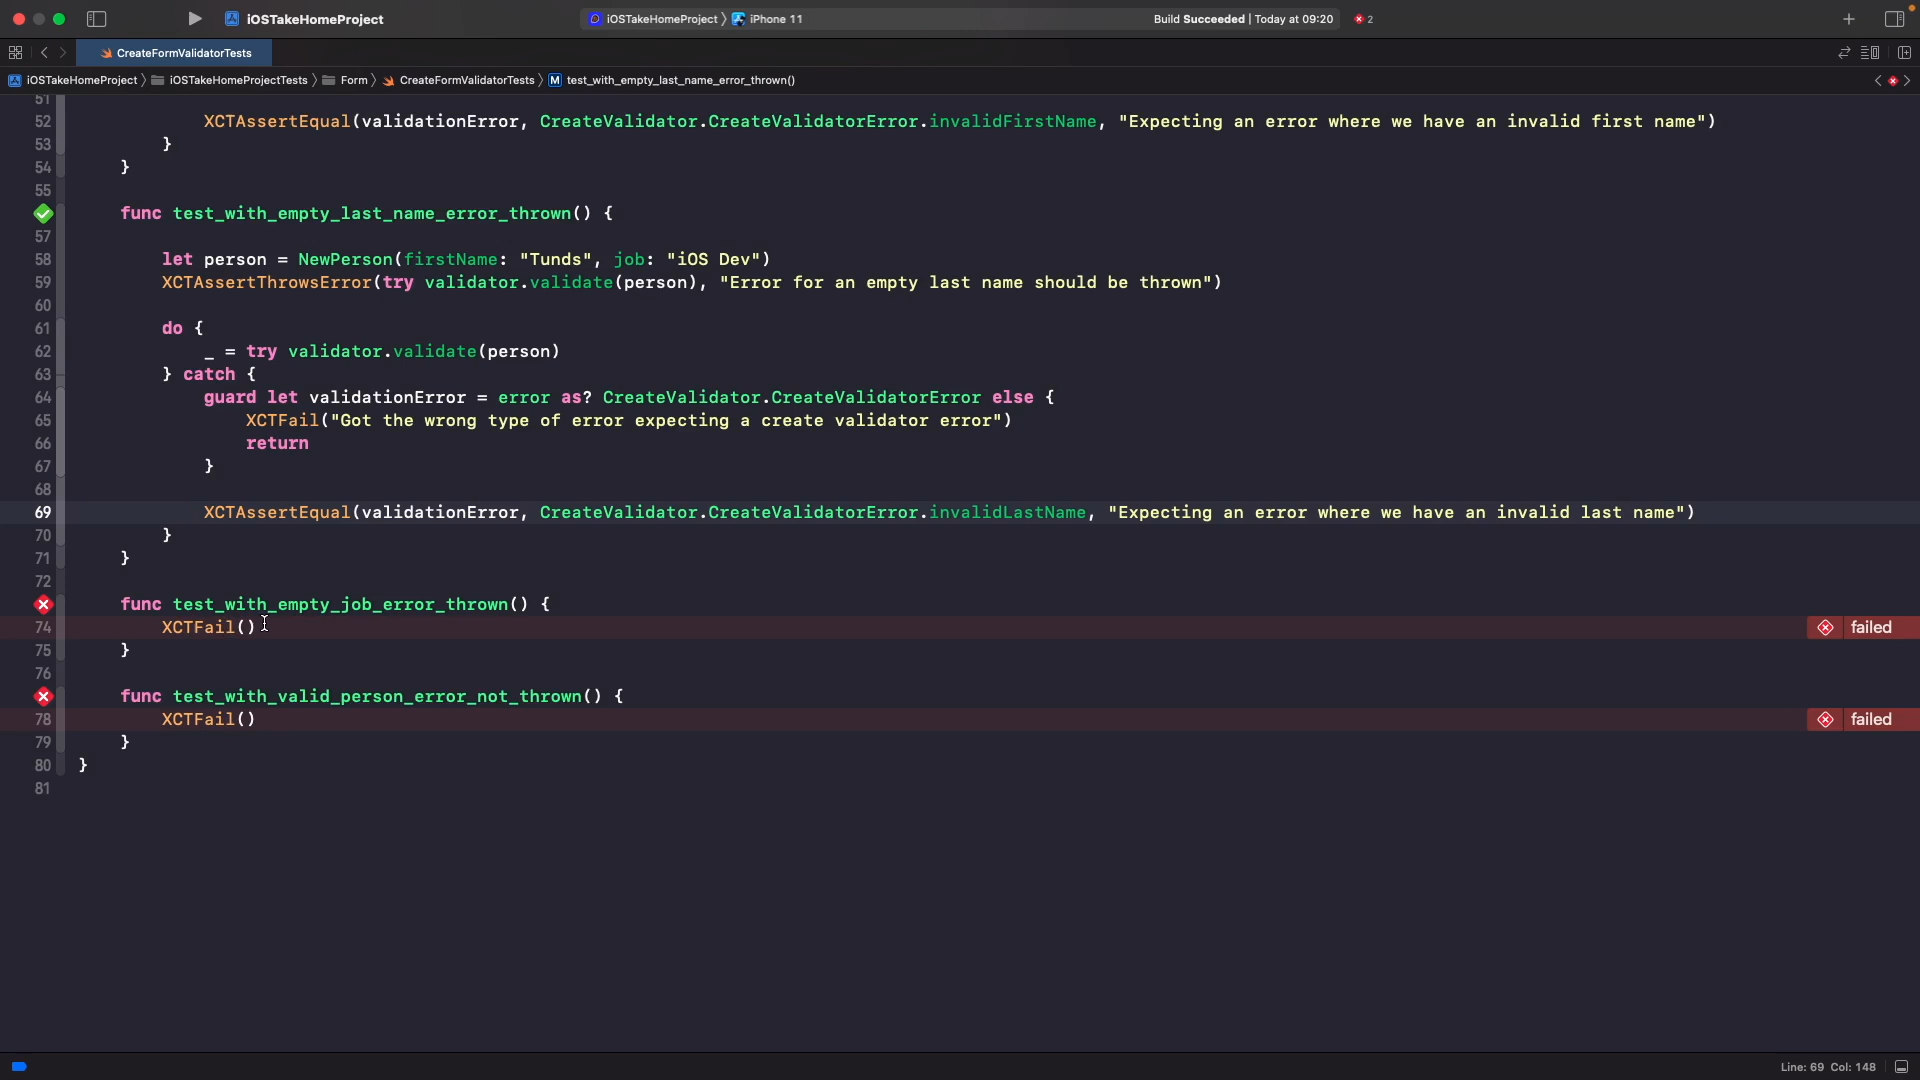 iOSTakeHomeProject
iOSTakeHomeProject 〉 iPhone 11
Build Succeeded | Today at 09:20
2
CreateFormValidatorTests
iOSTakeHomeProject 〉 iOSTakeHomeProjectTests 〉 Form 〉 CreateFormValidatorTests 〉 M test_with_empty_last_name_error_thrown()
51
52 XCTAssertEqual(validationError, CreateValidator.CreateValidatorError.invalidFirstName, "Expecting an error where we have an invalid first name")
53 }
54 }
55
func test_with_empty_last_name_error_thrown() {
57
58 let person = NewPerson(firstName: "Tunds", job: "iOS Dev")
59 XCTAssertThrowsError(try validator.validate(person), "Error for an empty last name should be thrown")
60
61 do {
62 _ = try validator.validate(person)
63 } catch {
64 guard let validationError = error as? CreateValidator.CreateValidatorError else {
65 XCTFail("Got the wrong type of error expecting a create validator error")
66 return
67 }
68
69 XCTAssertEqual(validationError, CreateValidator.CreateValidatorError.invalidLastName, "Expecting an error where we have an invalid last name")
70 }
71 }
72
func test_with_empty_job_error_thrown() {
74 XCTFail() failed
75 }
76
func test_with_valid_person_error_not_thrown() {
78 XCTFail() failed
79 }
80 }
81
Line: 69 Col: 148